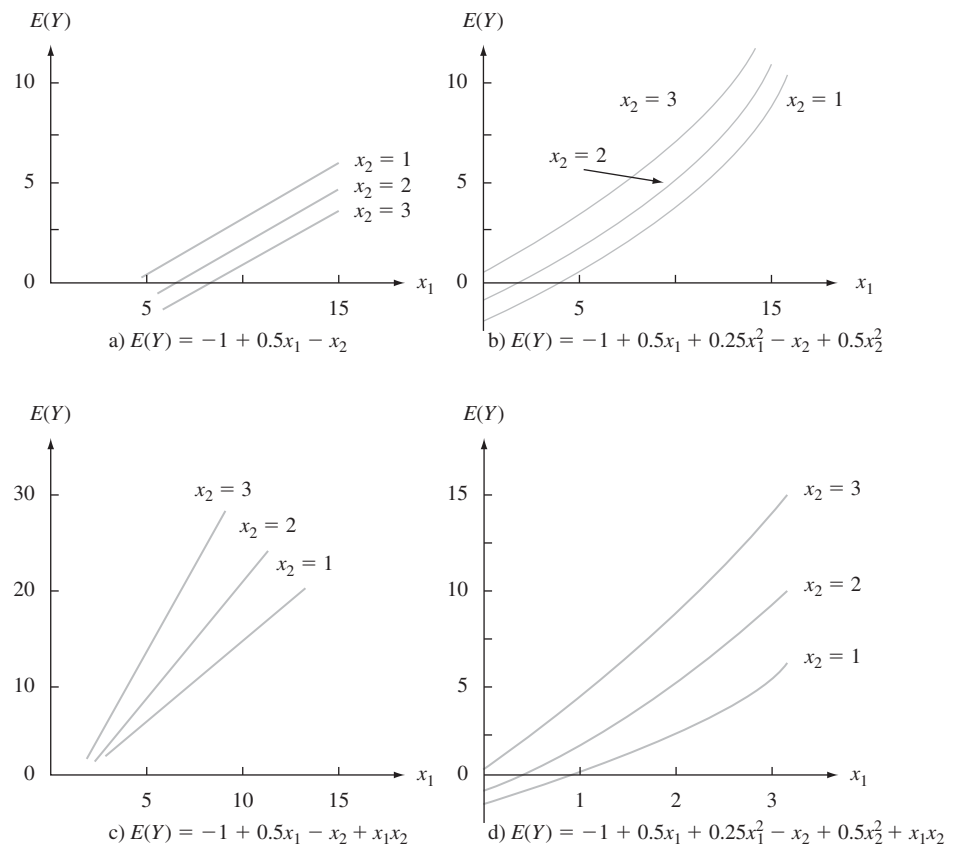 E(Y)
10
5
0
x₂ = 1
x₂ = 2
x₂ = 3
5
15
x₁
a) E(Y) = −1 + 0.5x₁ − x₂
E(Y)
10
5
0
x₂ = 3
x₂ = 1
x₂ = 2
5
15
x₁
b) E(Y) = −1 + 0.5x₁ + 0.25x₁² − x₂ + 0.5x₂²
E(Y)
30
20
10
0
x₂ = 3
x₂ = 2
x₂ = 1
5
10
15
x₁
c) E(Y) = −1 + 0.5x₁ − x₂ + x₁x₂
E(Y)
15
10
5
0
x₂ = 3
x₂ = 2
x₂ = 1
1
2
3
x₁
d) E(Y) = −1 + 0.5x₁ + 0.25x₁² − x₂ + 0.5x₂² + x₁x₂